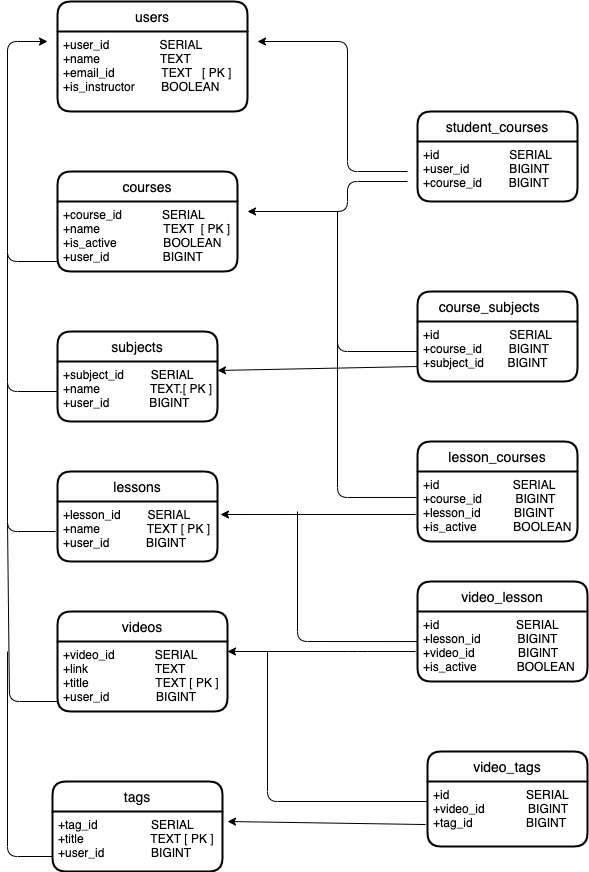 users
+user_id SERIAL
+name TEXT
+email_id TEXT [ PK ]
+is_instructor BOOLEAN
student_courses
+id SERIAL
+user_id BIGINT
+course_id BIGINT
courses
+course_id SERIAL
+name TEXT [ PK ]
+is_active BOOLEAN
+user_id BIGINT
course_subjects
+id SERIAL
+course_id BIGINT
+subject_id BIGINT
subjects
+subject_id SERIAL
+name TEXT.[ PK ]
+user_id BIGINT
lesson_courses
+id SERIAL
+course_id BIGINT
+lesson_id BIGINT
+is_active BOOLEAN
lessons
+lesson_id SERIAL
+name TEXT [ PK ]
+user_id BIGINT
video_lesson
+id SERIAL
+lesson_id BIGINT
+video_id BIGINT
+is_active BOOLEAN
videos
+video_id SERIAL
+link TEXT
+title TEXT [ PK ]
+user_id BIGINT
video_tags
+id SERIAL
+video_id BIGINT
+tag_id BIGINT
tags
+tag_id SERIAL
+title TEXT [ PK ]
+user_id BIGINT